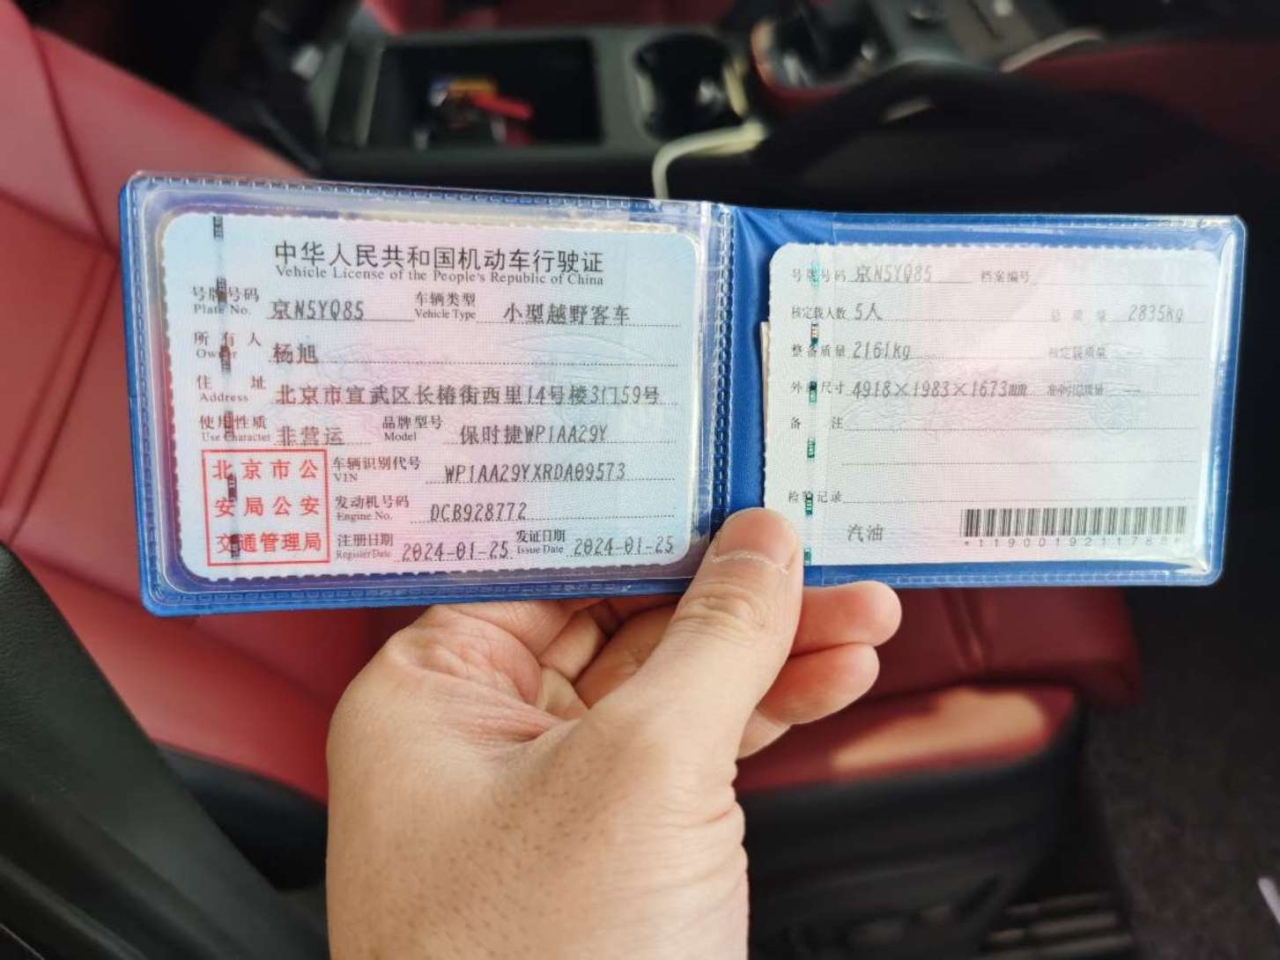 中华人民共和国机动车行驶证
Vehicle License of the People's Republic of China
号牌号码 京N5YQ85 车辆类型 小型越野客车
Plate No. Vehicle Type
所有人 杨旭
Owner
住址 北京市宣武区长椿街西里14号楼3门59号
Address
使用性质 非营运 品牌型号 保时捷WP1AA29Y
Use Character Model
北京市公
安局公安
交通管理局
车辆识别代号 WP1AA29YXRDA09573
VIN
发动机号码 DCB928772
Engine No.
注册日期 2024-01-25 发证日期 2024-01-25
Register Date Issue Date
号牌号码 京N5YQ85 档案编号
核定载人数 5人 总质量 2835kg
整备质量 2161kg 核定载质量
外廓尺寸 4918×1983×1673mm 准牵引总质量 —
备注
检验记录
汽油